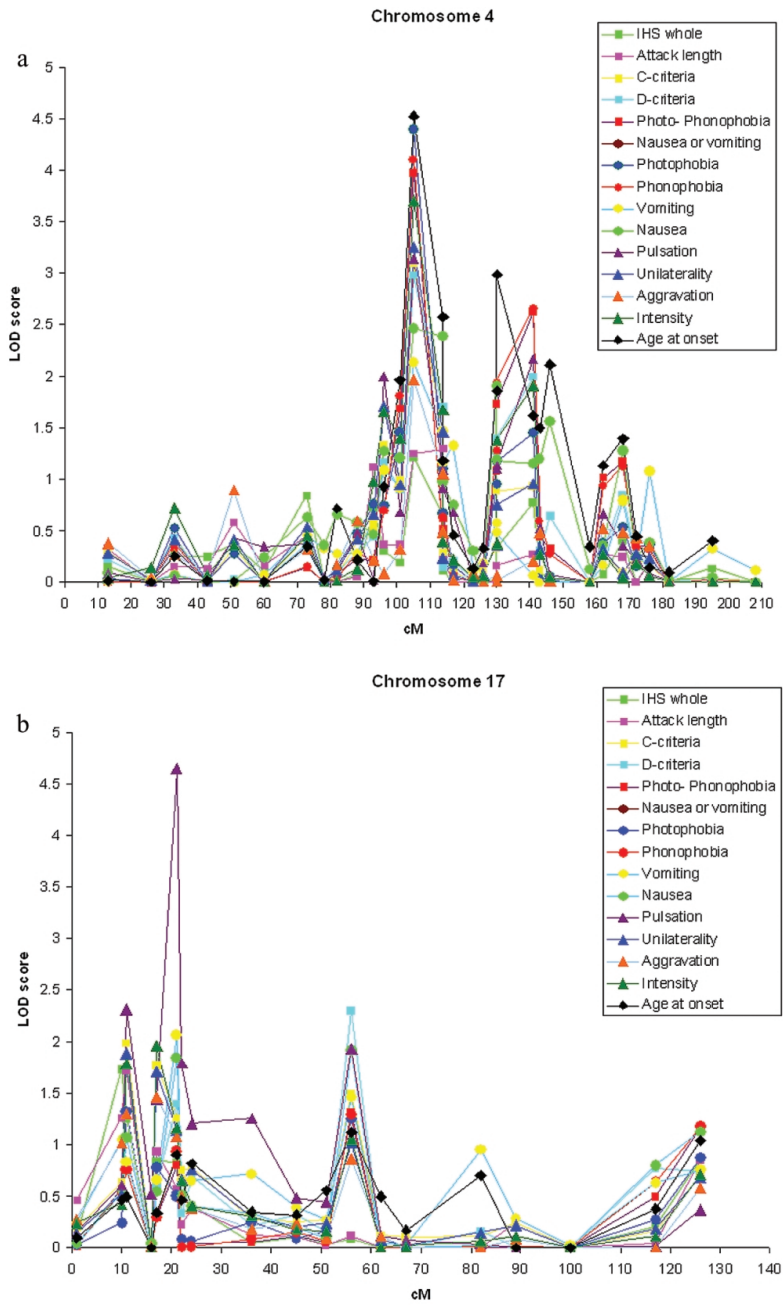 Chromosome 4
a
LOD score
5
4.5
4
3.5
3
2.5
2
1.5
1
0.5
0
0 10 20 30 40 50 60 70 80 90 100 110 120 130 140 150 160 170 180 190 200 210
cM
IHS whole
Attack length
C-criteria
D-criteria
Photo- Phonophobia
Nausea or vomiting
Photophobia
Phonophobia
Vomiting
Nausea
Pulsation
Unilaterality
Aggravation
Intensity
Age at onset
Chromosome 17
b
LOD score
5
4.5
4
3.5
3
2.5
2
1.5
1
0.5
0
0 10 20 30 40 50 60 70 80 90 100 110 120 130 140
cM
IHS whole
Attack length
C-criteria
D-criteria
Photo- Phonophobia
Nausea or vomiting
Photophobia
Phonophobia
Vomiting
Nausea
Pulsation
Unilaterality
Aggravation
Intensity
Age at onset